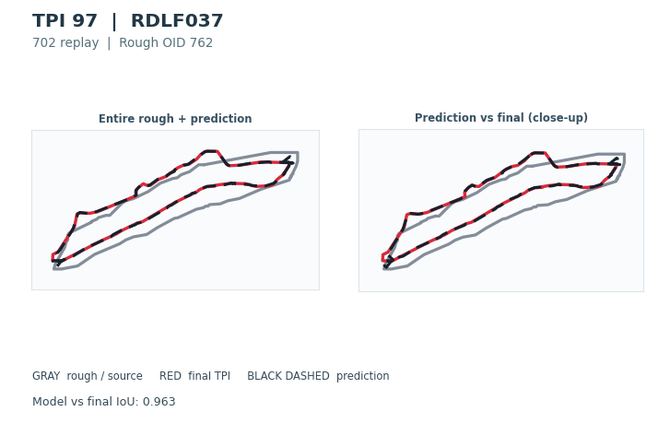 TPI 97 | RDLF037
702 replay | Rough OID 762
Entire rough + prediction
Prediction vs final (close-up)
GRAY rough / source RED final TPI BLACK DASHED prediction
Model vs final IoU: 0.963